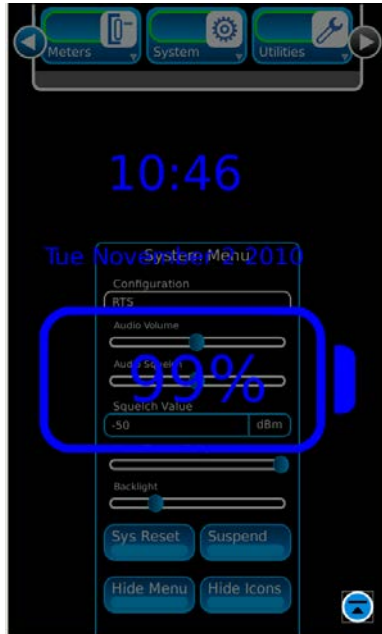 Meters System Utilities
10:46
Tue November 2 2010
System Menu
Configuration
RTS
Audio Volume
Audio Squelch
99%
Squelch Value
-50 dBm
Backlight
Sys Reset Suspend
Hide Menu Hide Icons